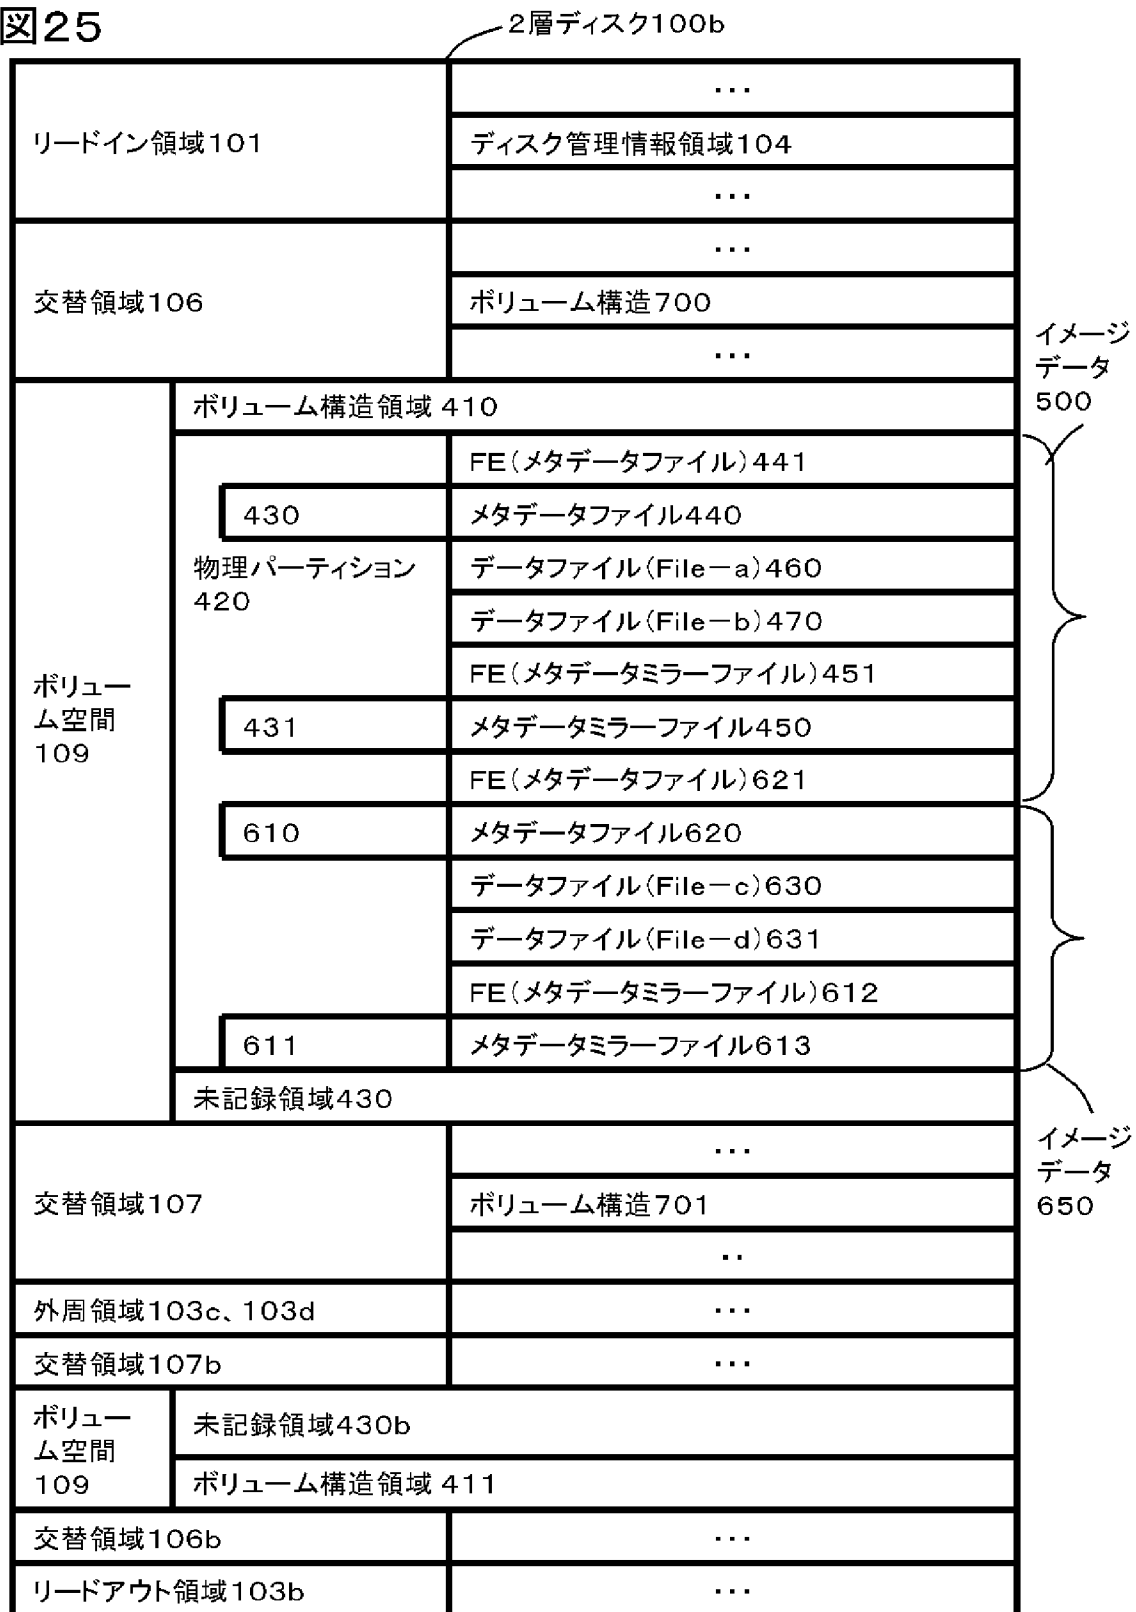 図25
2層ディスク100b
・・・
リードイン領域101
ディスク管理情報領域104
・・・
・・・
交替領域106
ボリューム構造700
・・・
イメージ
データ
500
ボリューム構造領域 410
FE(メタデータファイル)441
430
メタデータファイル440
物理パーティション
420
データファイル(File-a)460
データファイル(File-b)470
FE(メタデータミラーファイル)451
ボリュー
ム空間
109
431
メタデータミラーファイル450
FE(メタデータファイル)621
610
メタデータファイル620
データファイル(File-c)630
データファイル(File-d)631
FE(メタデータミラーファイル)612
611
メタデータミラーファイル613
未記録領域430
イメージ
データ
650
・・・
交替領域107
ボリューム構造701
・・
外周領域103c、103d
・・・
交替領域107b
・・・
ボリュー
ム空間
109
未記録領域430b
ボリューム構造領域 411
交替領域106b
・・・
リードアウト領域103b
・・・